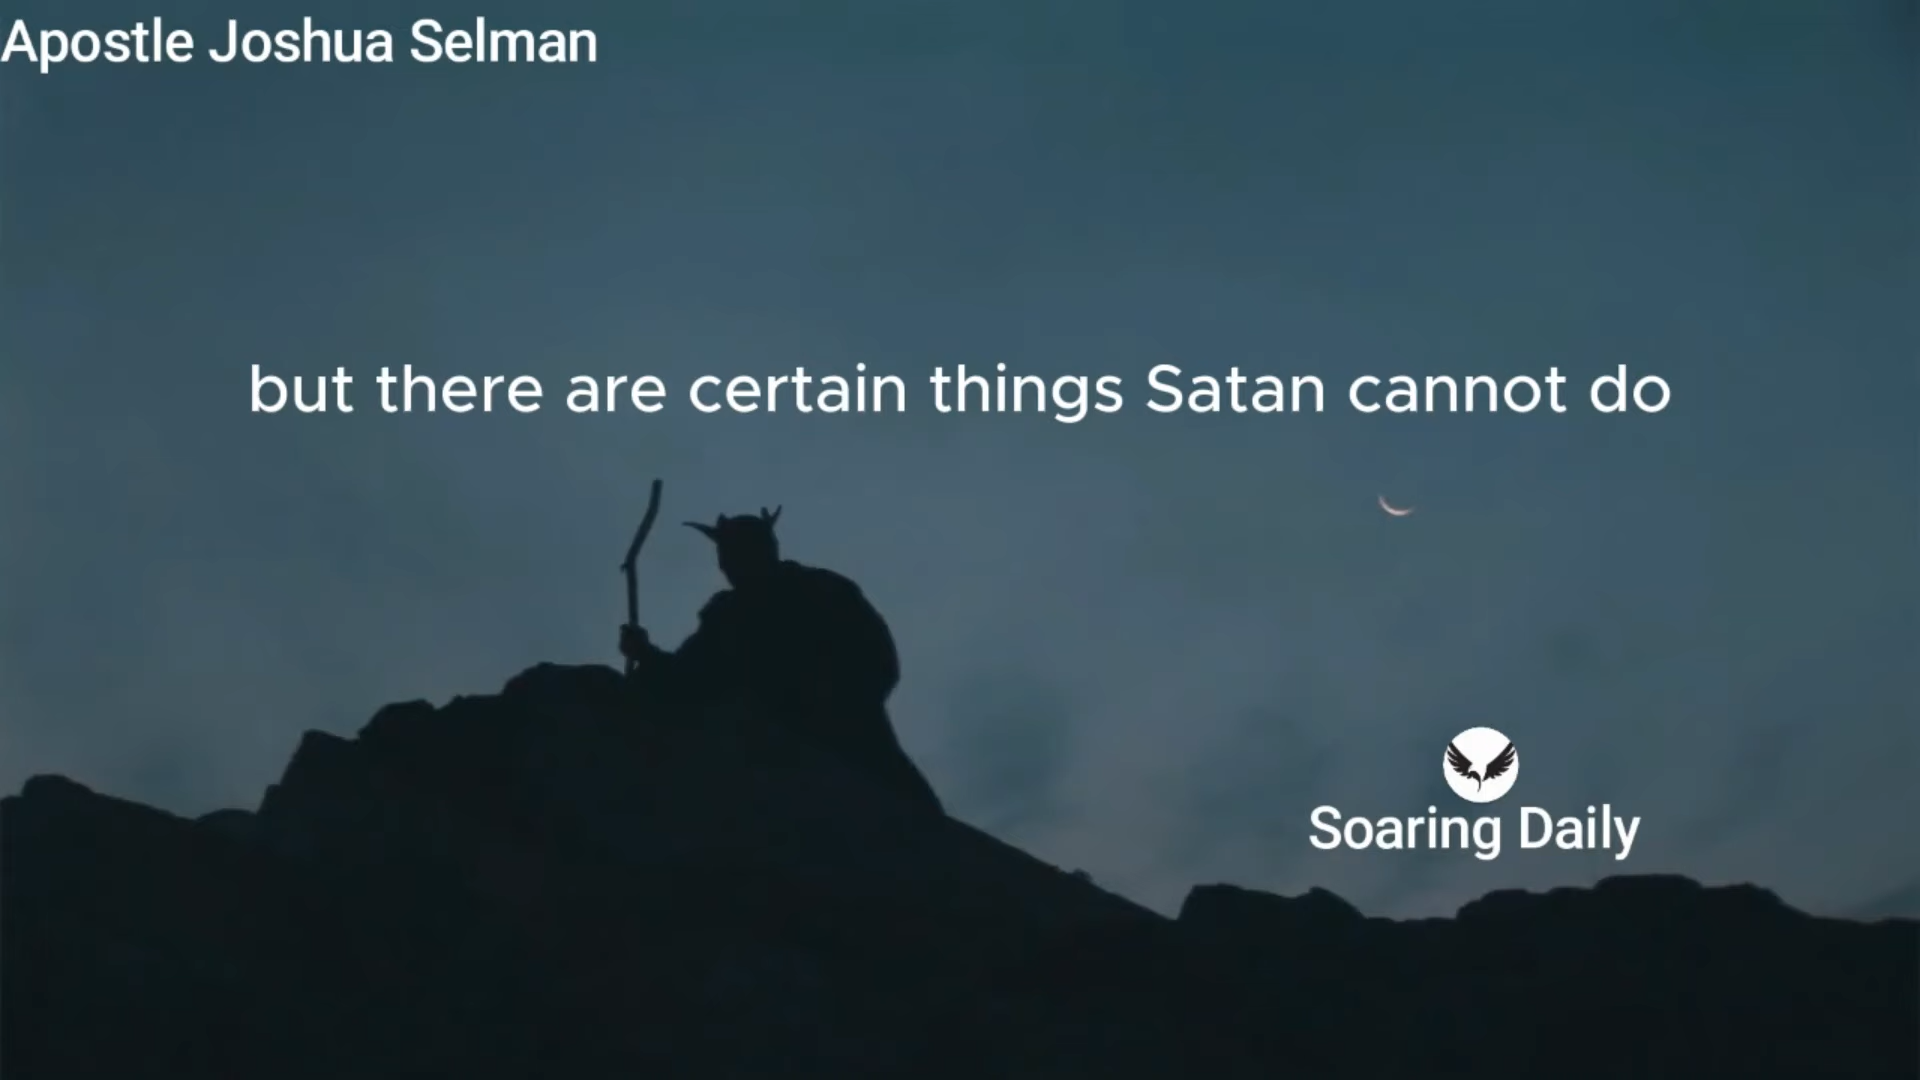 Apostle Joshua Selman
but there are certain things Satan cannot do
Soaring Daily